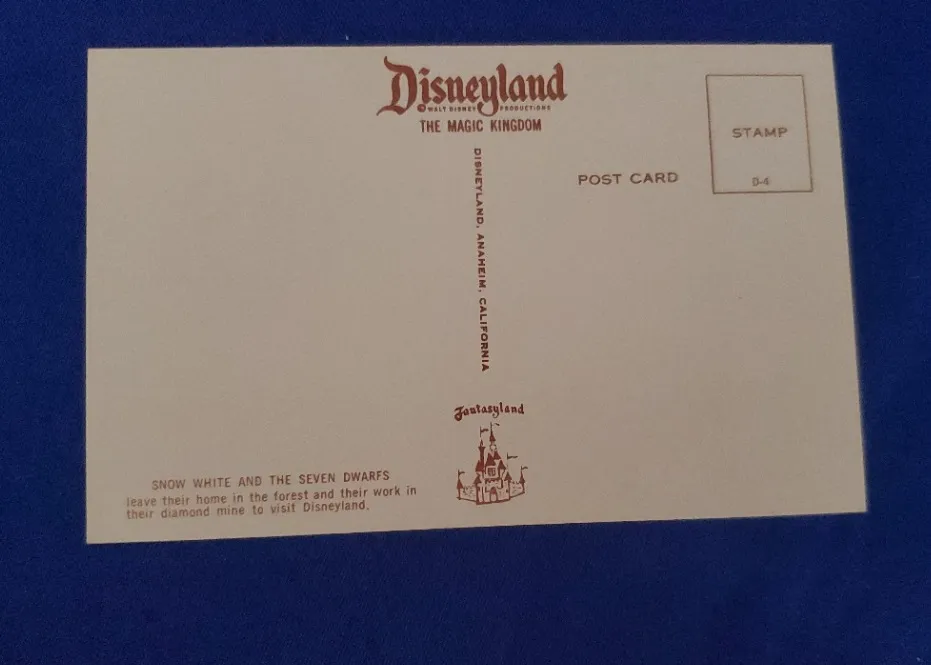 Disneyland
© WALT DISNEY PRODUCTIONS
THE MAGIC KINGDOM
STAMP
D-4
POST CARD
DISNEYLAND, ANAHEIM, CALIFORNIA
Fantasyland
SNOW WHITE AND THE SEVEN DWARFS
leave their home in the forest and their work in
their diamond mine to visit Disneyland.